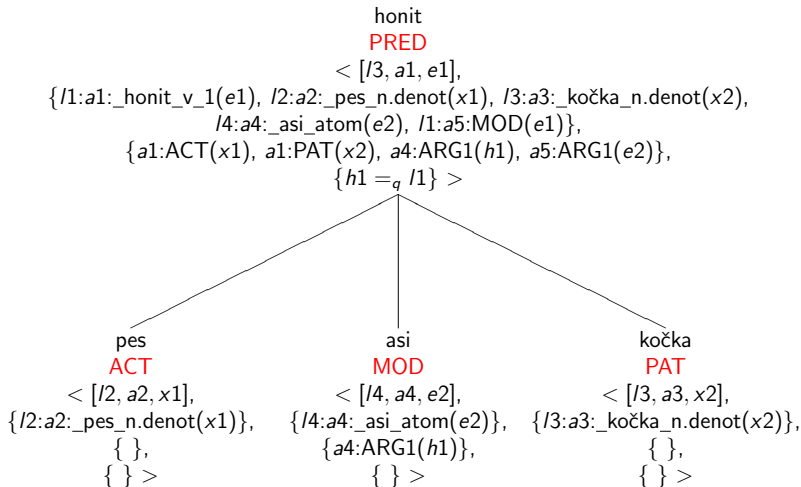 honit
PRED
< [l3, a1, e1],
{l1:a1:_honit_v_1(e1), l2:a2:_pes_n.denot(x1), l3:a3:_kočka_n.denot(x2),
l4:a4:_asi_atom(e2), l1:a5:MOD(e1)},
{a1:ACT(x1), a1:PAT(x2), a4:ARG1(h1), a5:ARG1(e2)},
{h1 =q l1} >
pes asi kočka
ACT MOD PAT
< [l2, a2, x1], < [l4, a4, e2], < [l3, a3, x2],
{l2:a2:_pes_n.denot(x1)}, {l4:a4:_asi_atom(e2)}, {l3:a3:_kočka_n.denot(x2)},
{ }, {a4:ARG1(h1)}, { },
{ } > { } > { } >